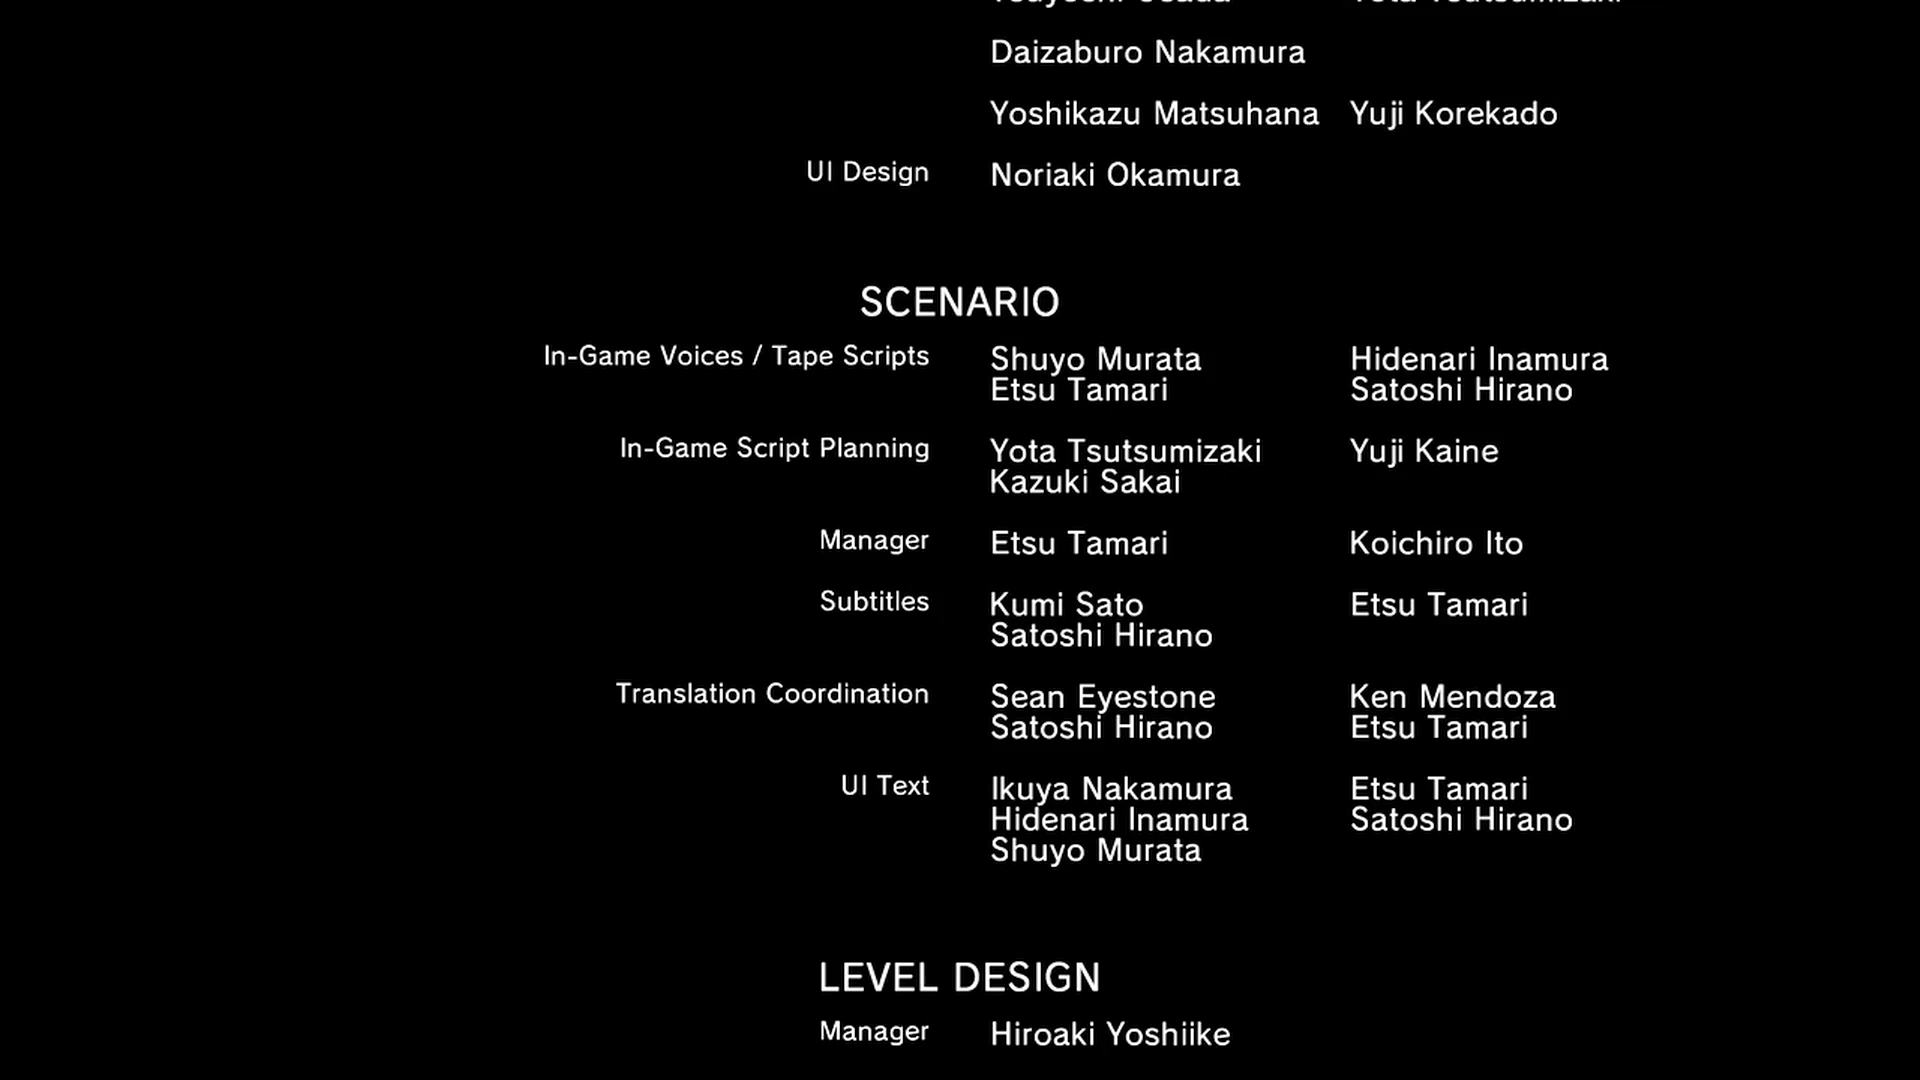 Daizaburo Nakamura
Yoshikazu Matsuhana Yuji Korekado
UI Design Noriaki Okamura
SCENARIO
In-Game Voices / Tape Scripts Shuyo Murata Hidenari Inamura
Etsu Tamari Satoshi Hirano
In-Game Script Planning Yota Tsutsumizaki Yuji Kaine
Kazuki Sakai
Manager Etsu Tamari Koichiro Ito
Subtitles Kumi Sato Etsu Tamari
Satoshi Hirano
Translation Coordination Sean Eyestone Ken Mendoza
Satoshi Hirano Etsu Tamari
UI Text Ikuya Nakamura Etsu Tamari
Hidenari Inamura Satoshi Hirano
Shuyo Murata
LEVEL DESIGN
Manager Hiroaki Yoshiike